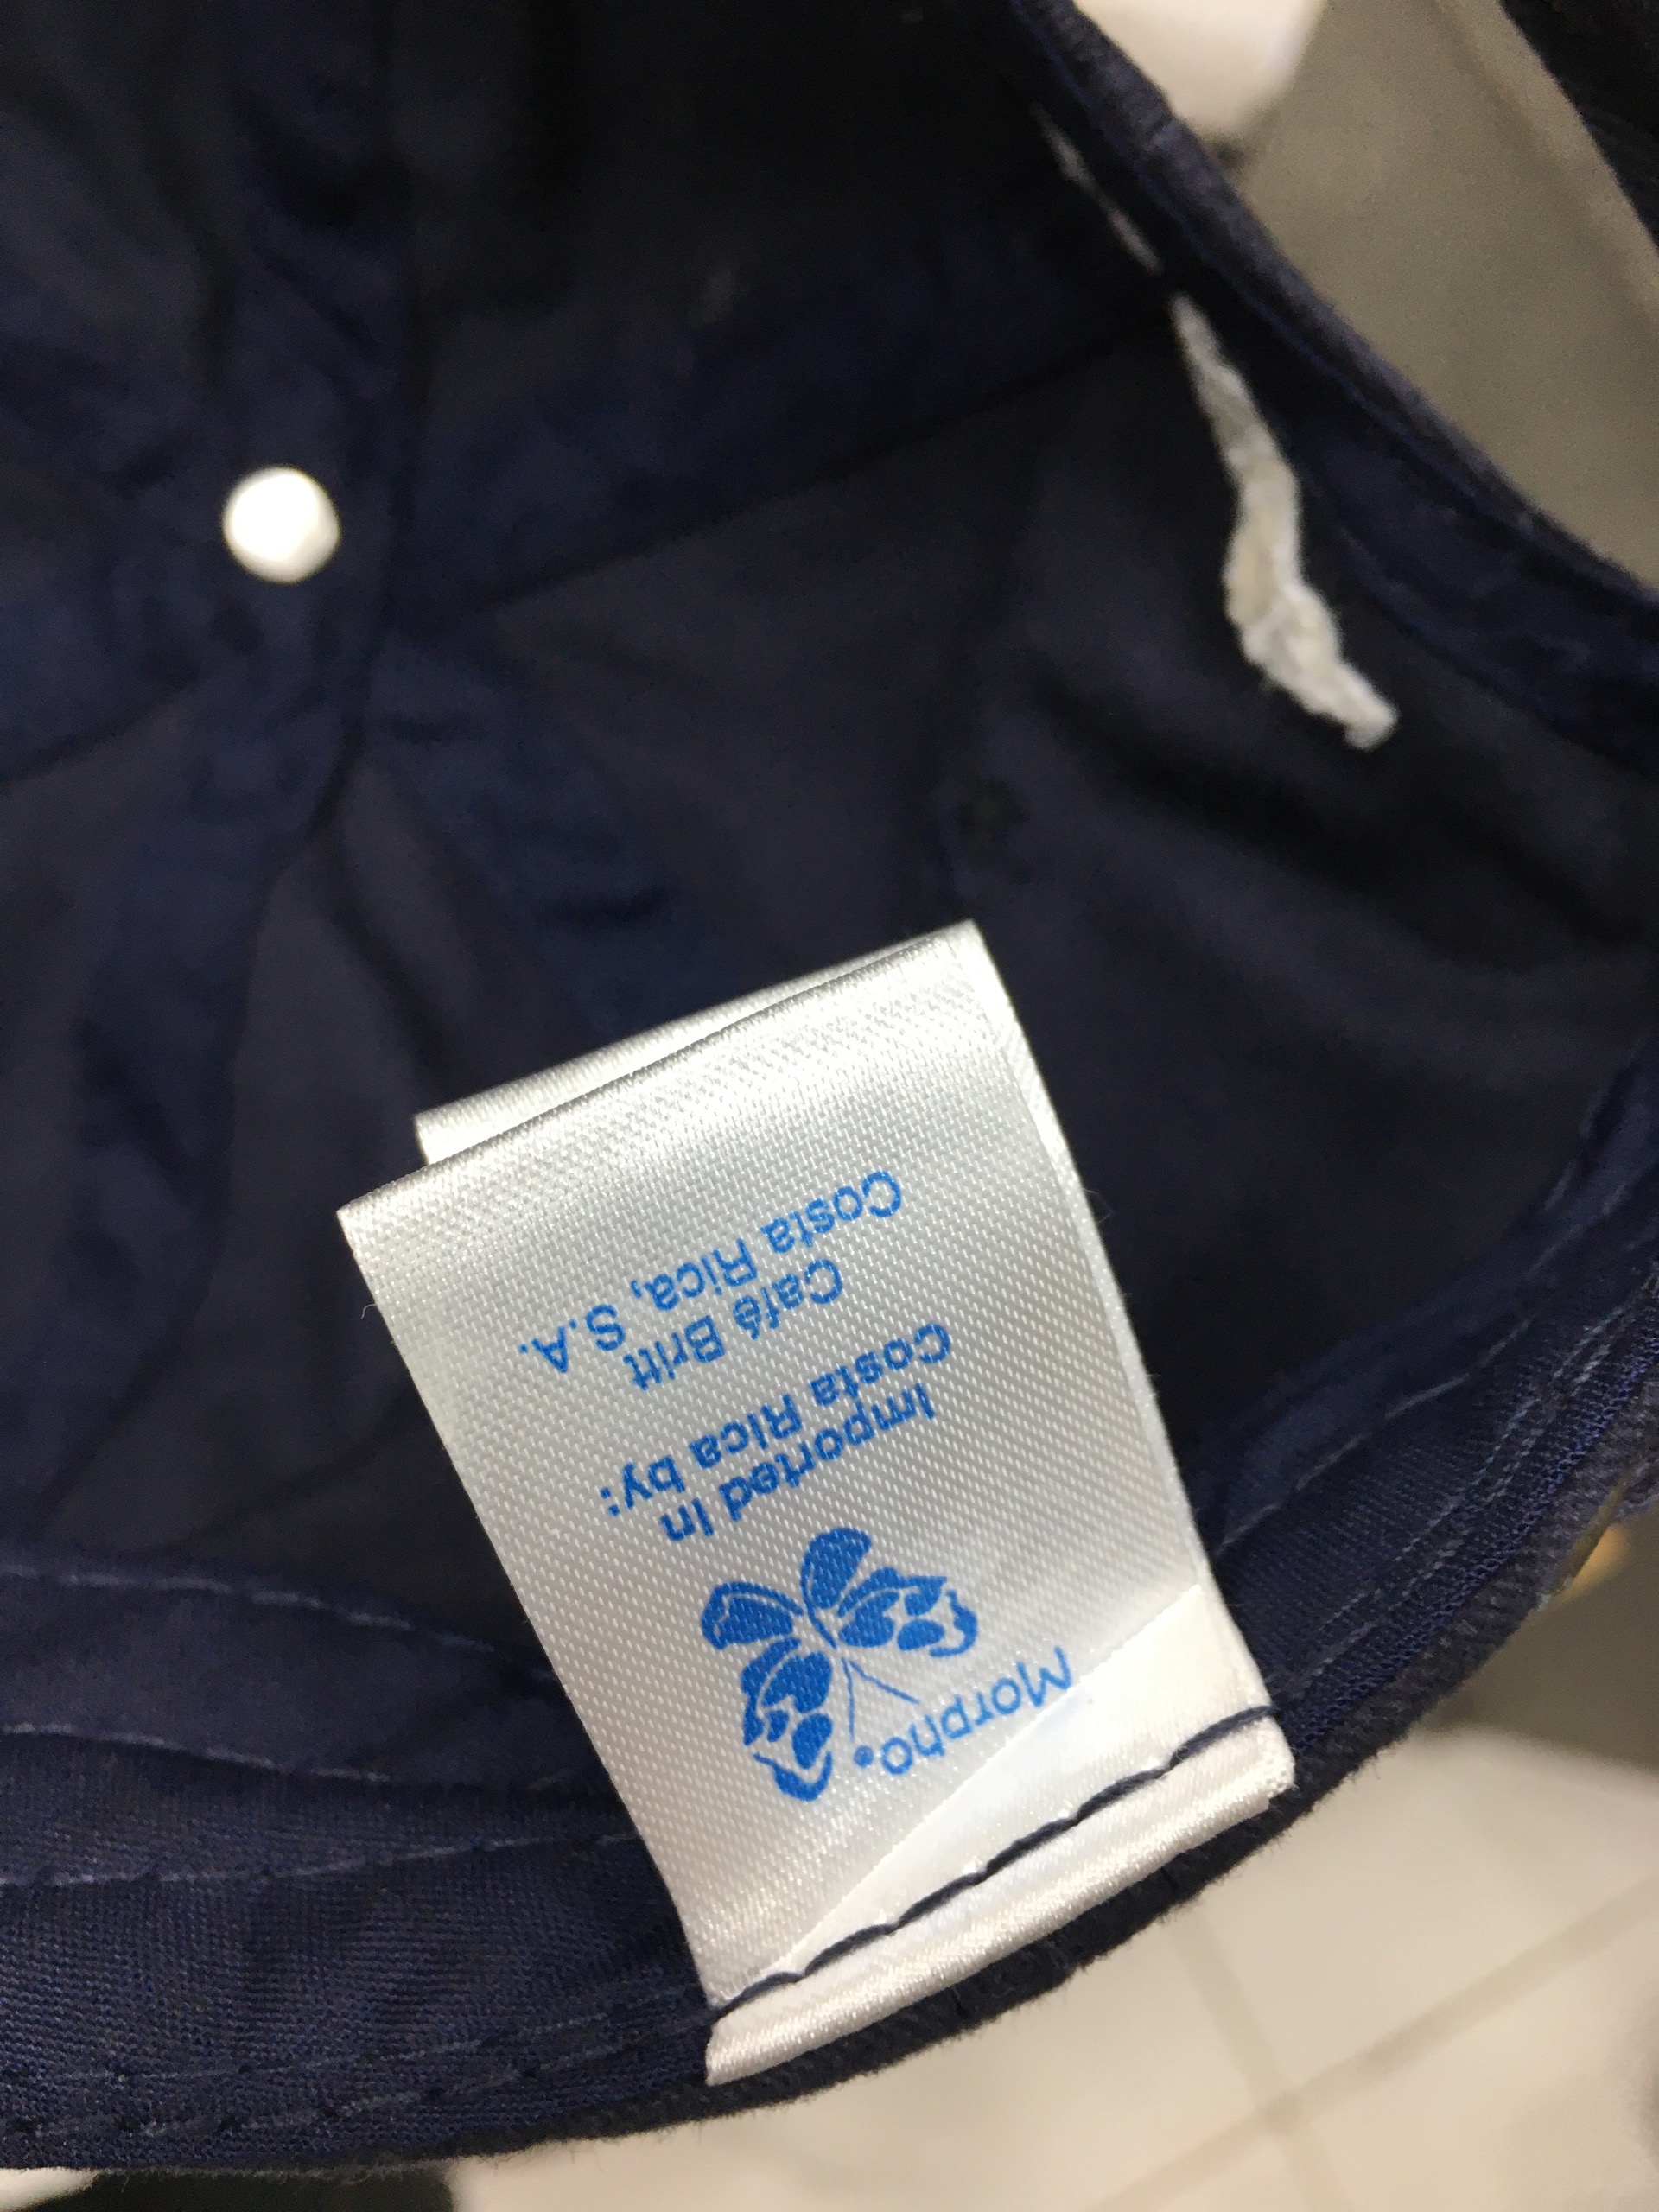 Morpho.
Imported in
Costa Rica by:
Café Britt
Costa Rica, S.A.